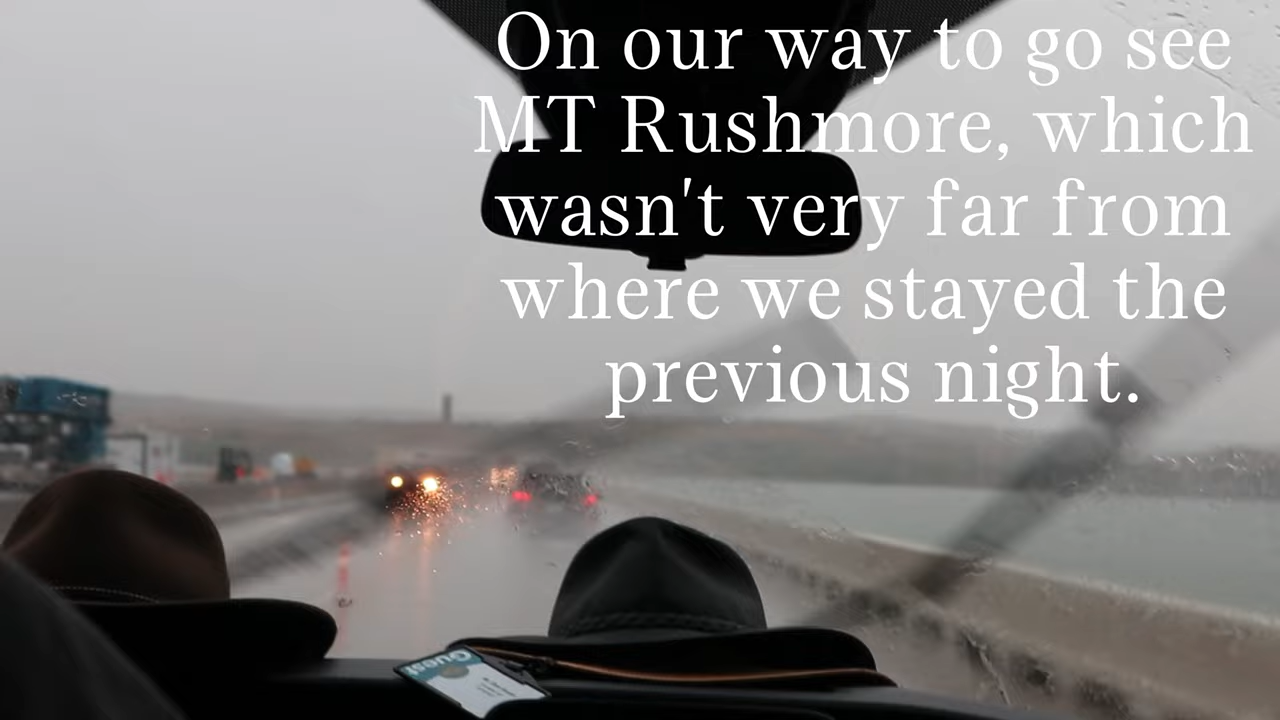 On our way to go see
MT Rushmore, which
wasn't very far from
where we stayed the
previous night.
Guest